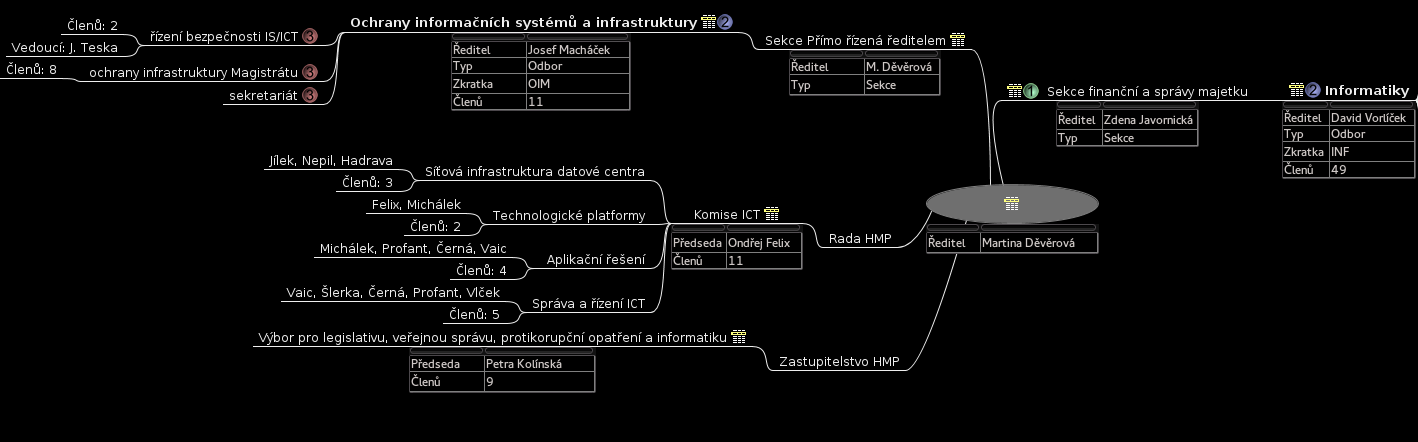 Členů: 2
Vedoucí: J. Teska
řízení bezpečnosti IS/ICT 3
Členů: 8
ochrany infrastruktury Magistrátu 3
sekretariát 3
Ochrany informačních systémů a infrastruktury 2
Ředitel Josef Macháček
Typ Odbor
Zkratka OIM
Členů 11
Sekce Přímo řízená ředitelem
Ředitel M. Děvěrová
Typ Sekce
1 Sekce finanční a správy majetku
Ředitel Zdena Javornická
Typ Sekce
2 Informatiky
Ředitel David Vorlíček
Typ Odbor
Zkratka INF
Členů 49
Jílek, Nepil, Hadrava
Členů: 3
Síťová infrastruktura datové centra
Felix, Michálek
Členů: 2
Technologické platformy
Michálek, Profant, Černá, Vaic
Členů: 4
Aplikační řešení
Vaic, Šlerka, Černá, Profant, Vlček
Členů: 5
Správa a řízení ICT
Komise ICT
Předseda Ondřej Felix
Členů 11
Rada HMP
Ředitel Martina Děvěrová
Výbor pro legislativu, veřejnou správu, protikorupční opatření a informatiku
Předseda Petra Kolínská
Členů 9
Zastupitelstvo HMP